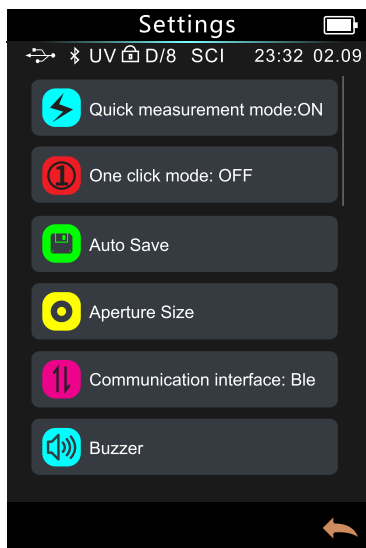 Settings
UV D/8 SCI 23:32 02.09
Quick measurement mode:ON
1 One click mode: OFF
Auto Save
Aperture Size
Communication interface: Ble
Buzzer